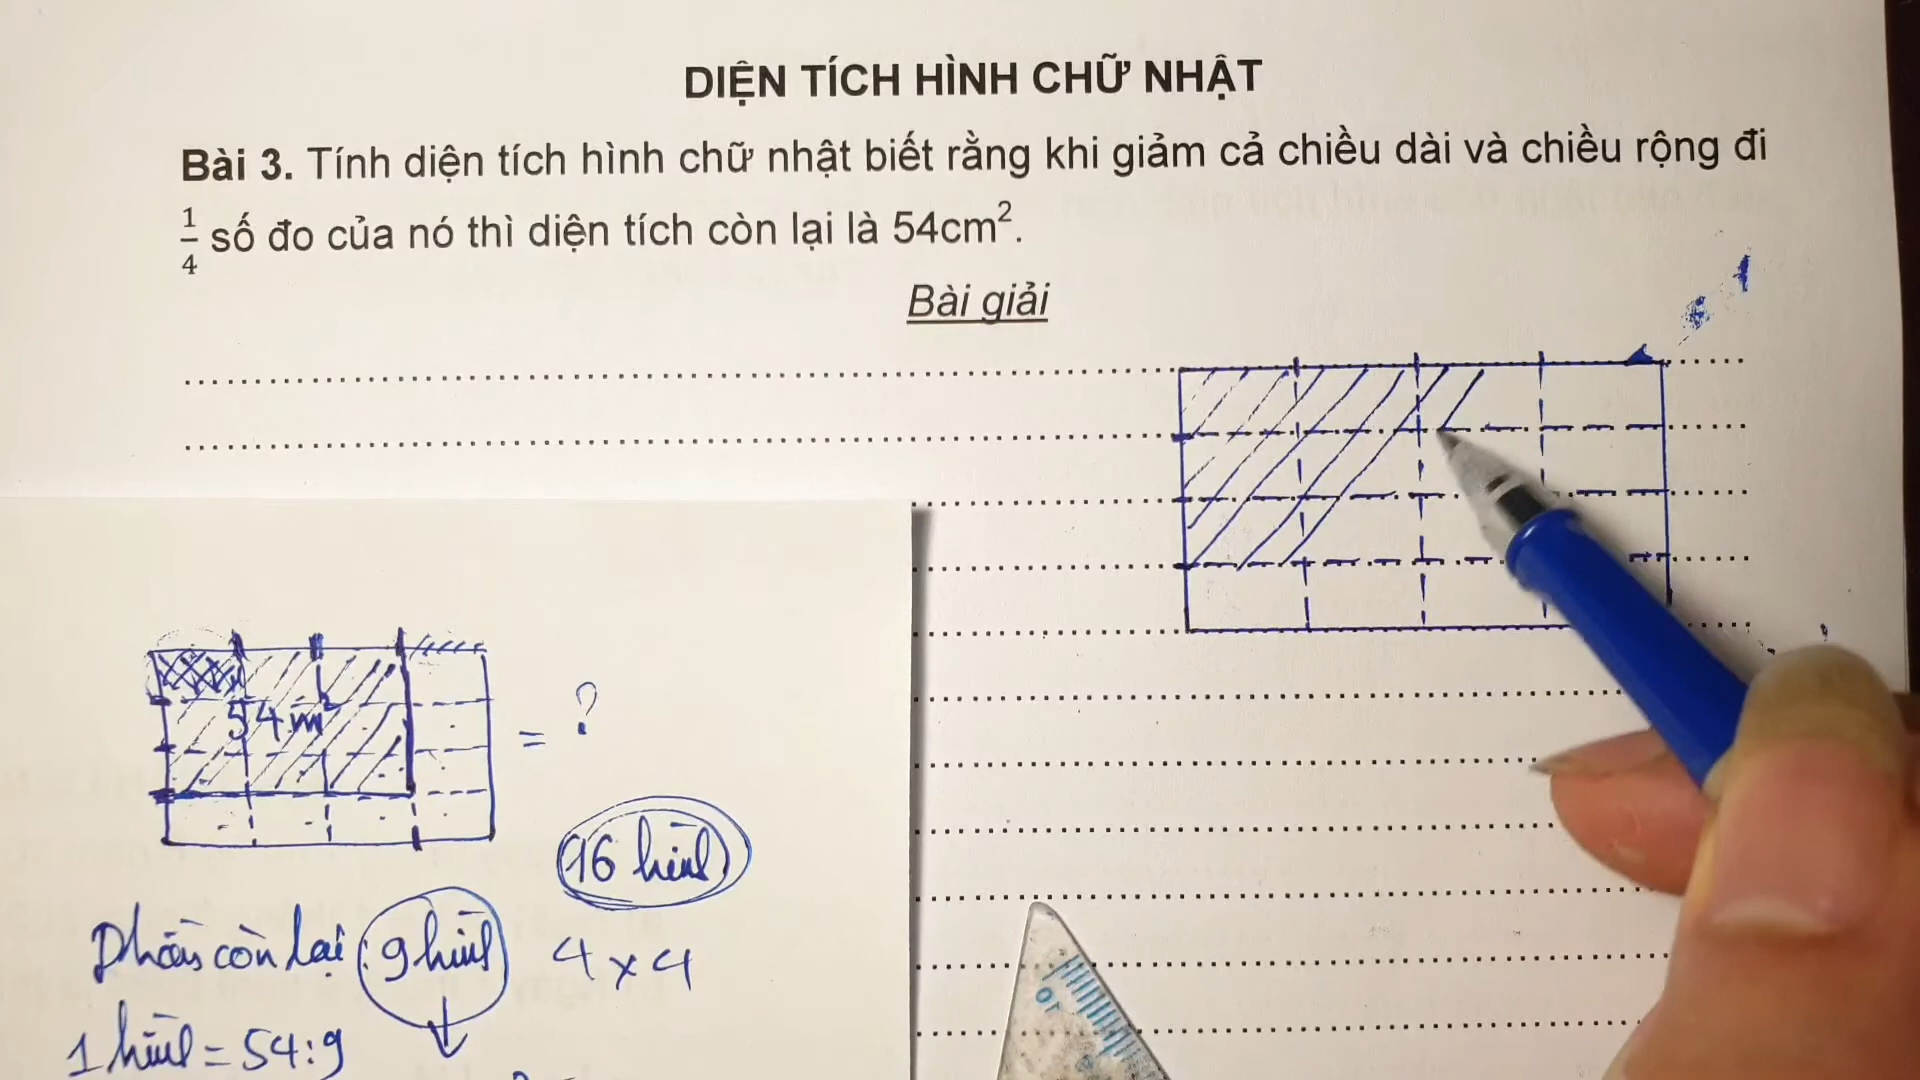 DIỆN TÍCH HÌNH CHỮ NHẬT
Bài 3. Tính diện tích hình chữ nhật biết rằng khi giảm cả chiều dài và chiều rộng đi
1/4 số đo của nó thì diện tích còn lại là 54cm².
Bài giải
54 m²
= ?
16 hình
Phần còn lại : 9 hình
4 x 4
1 hình = 54 : 9